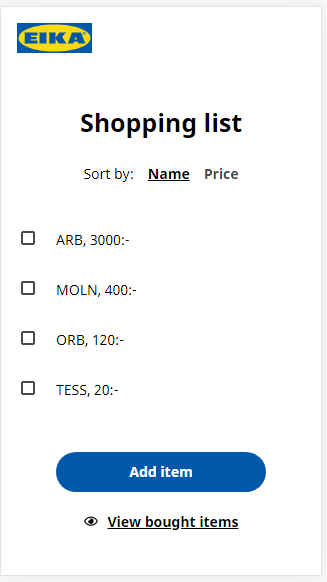 EIKA
Shopping list
Sort by: Name Price
ARB, 3000:-
MOLN, 400:-
ORB, 120:-
TESS, 20:-
Add item
View bought items